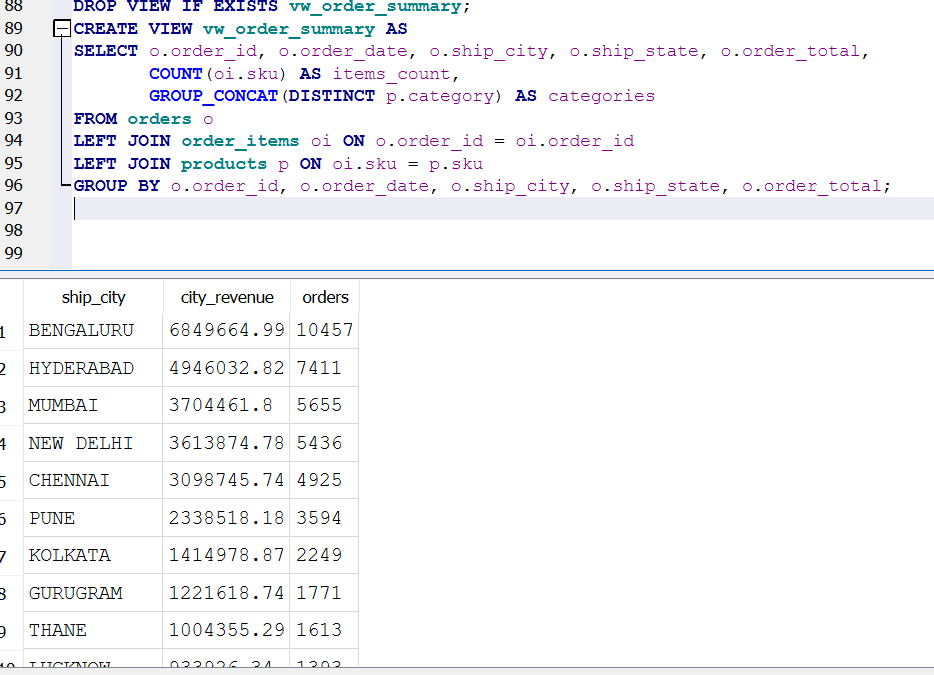 88 DROP VIEW IF EXISTS vw_order_summary;
89 CREATE VIEW vw_order_summary AS
90 SELECT o.order_id, o.order_date, o.ship_city, o.ship_state, o.order_total,
91 COUNT(oi.sku) AS items_count,
92 GROUP_CONCAT(DISTINCT p.category) AS categories
93 FROM orders o
94 LEFT JOIN order_items oi ON o.order_id = oi.order_id
95 LEFT JOIN products p ON oi.sku = p.sku
96 GROUP BY o.order_id, o.order_date, o.ship_city, o.ship_state, o.order_total;
97
98
99
ship_city city_revenue orders
1 BENGALURU 6849664.99 10457
2 HYDERABAD 4946032.82 7411
3 MUMBAI 3704461.8 5655
4 NEW DELHI 3613874.78 5436
5 CHENNAI 3098745.74 4925
6 PUNE 2338518.18 3594
7 KOLKATA 1414978.87 2249
8 GURUGRAM 1221618.74 1771
9 THANE 1004355.29 1613
10 LUCKNOW